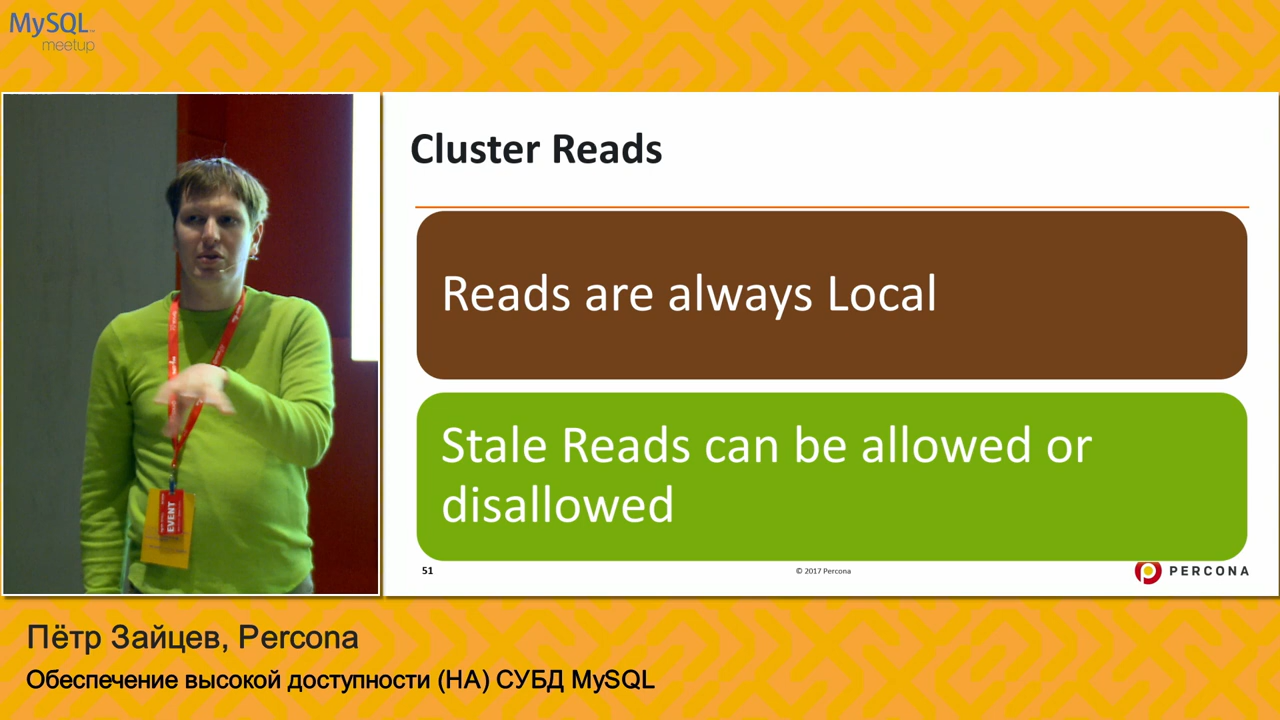 MySQL
meetup
Cluster Reads
Reads are always Local
Stale Reads can be allowed or
disallowed
51
© 2017 Percona
PERCONA
EVENT
Пётр Зайцев, Percona
Обеспечение высокой доступности (HA) СУБД MySQL